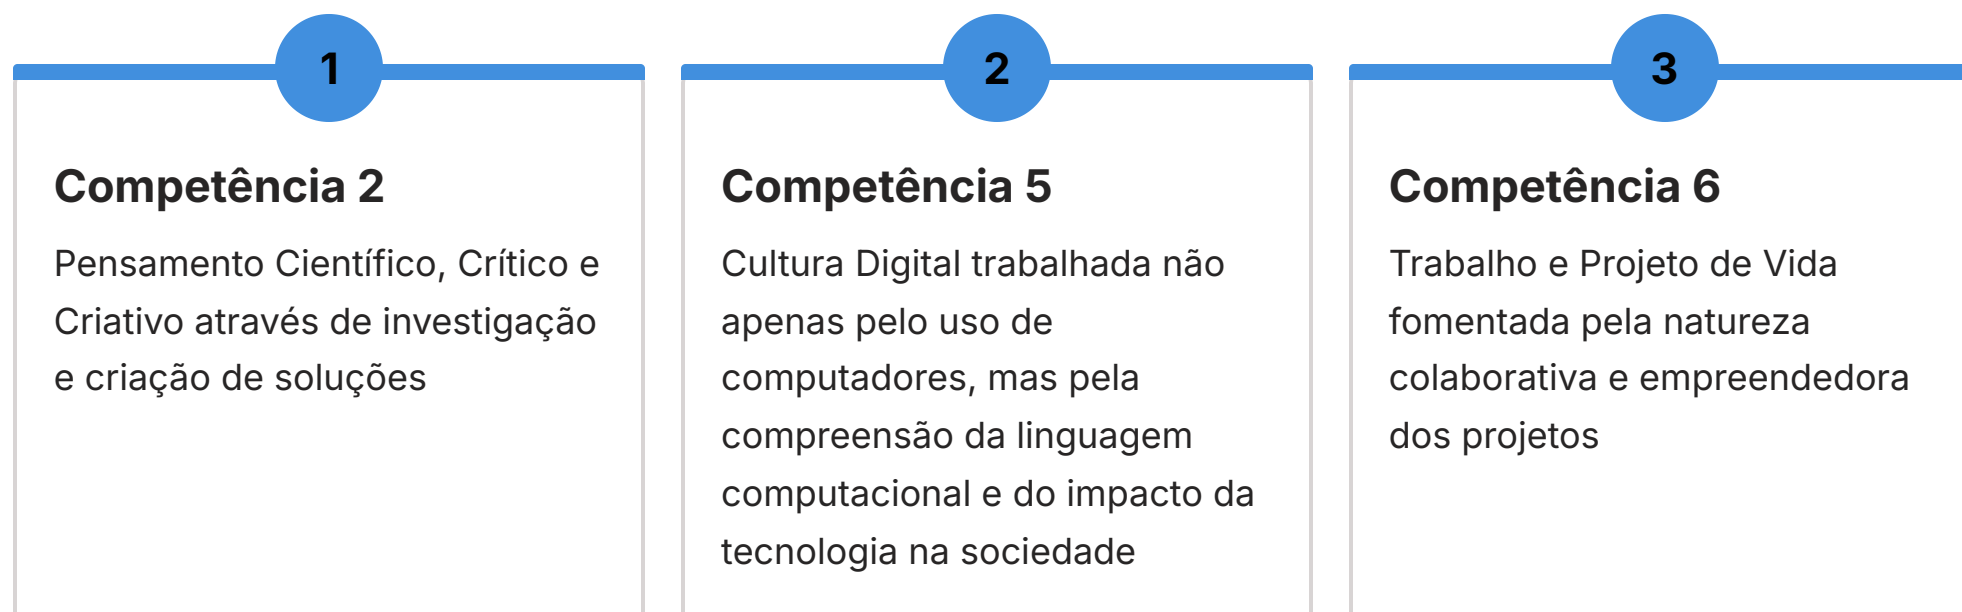 1
Competência 2
Pensamento Científico, Crítico e
Criativo através de investigação
e criação de soluções
2
Competência 5
Cultura Digital trabalhada não
apenas pelo uso de
computadores, mas pela
compreensão da linguagem
computacional e do impacto da
tecnologia na sociedade
3
Competência 6
Trabalho e Projeto de Vida
fomentada pela natureza
colaborativa e empreendedora
dos projetos